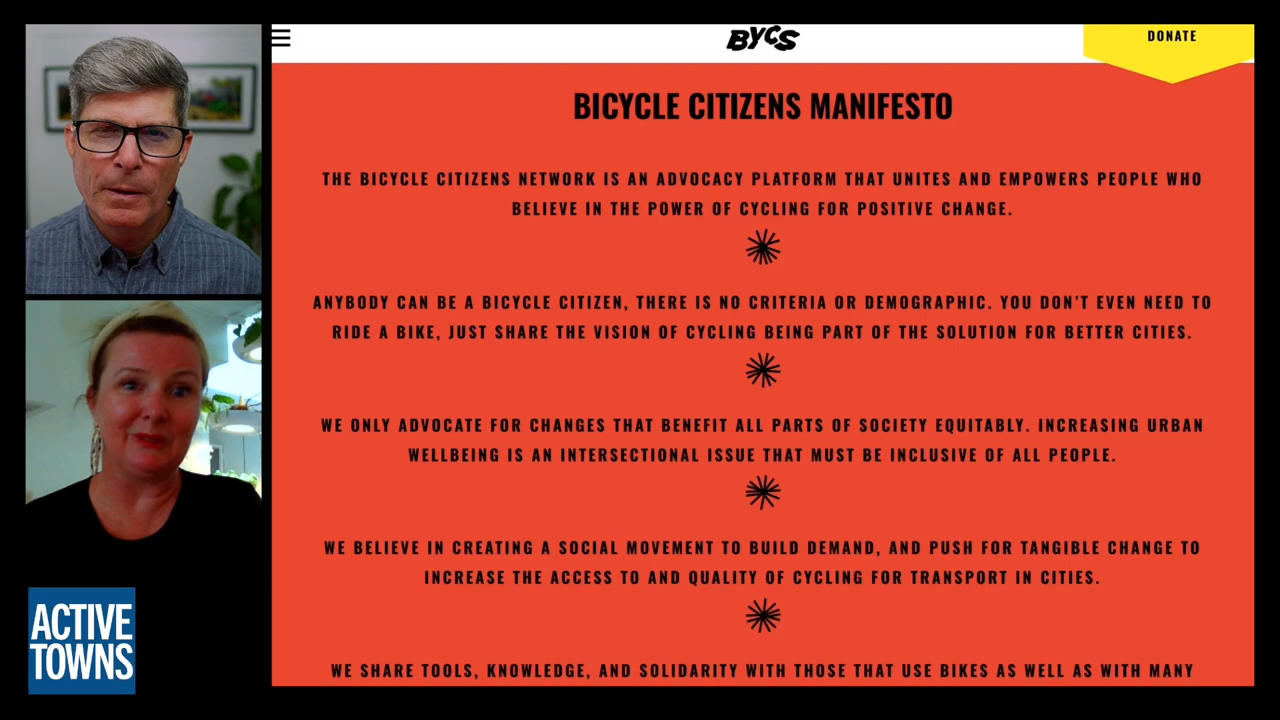 BYCS
DONATE
BICYCLE CITIZENS MANIFESTO
THE BICYCLE CITIZENS NETWORK IS AN ADVOCACY PLATFORM THAT UNITES AND EMPOWERS PEOPLE WHO
BELIEVE IN THE POWER OF CYCLING FOR POSITIVE CHANGE.
ANYBODY CAN BE A BICYCLE CITIZEN, THERE IS NO CRITERIA OR DEMOGRAPHIC. YOU DON'T EVEN NEED TO
RIDE A BIKE, JUST SHARE THE VISION OF CYCLING BEING PART OF THE SOLUTION FOR BETTER CITIES.
WE ONLY ADVOCATE FOR CHANGES THAT BENEFIT ALL PARTS OF SOCIETY EQUITABLY. INCREASING URBAN
WELLBEING IS AN INTERSECTIONAL ISSUE THAT MUST BE INCLUSIVE OF ALL PEOPLE.
WE BELIEVE IN CREATING A SOCIAL MOVEMENT TO BUILD DEMAND, AND PUSH FOR TANGIBLE CHANGE TO
INCREASE THE ACCESS TO AND QUALITY OF CYCLING FOR TRANSPORT IN CITIES.
WE SHARE TOOLS, KNOWLEDGE, AND SOLIDARITY WITH THOSE THAT USE BIKES AS WELL AS WITH MANY
ACTIVE
TOWNS